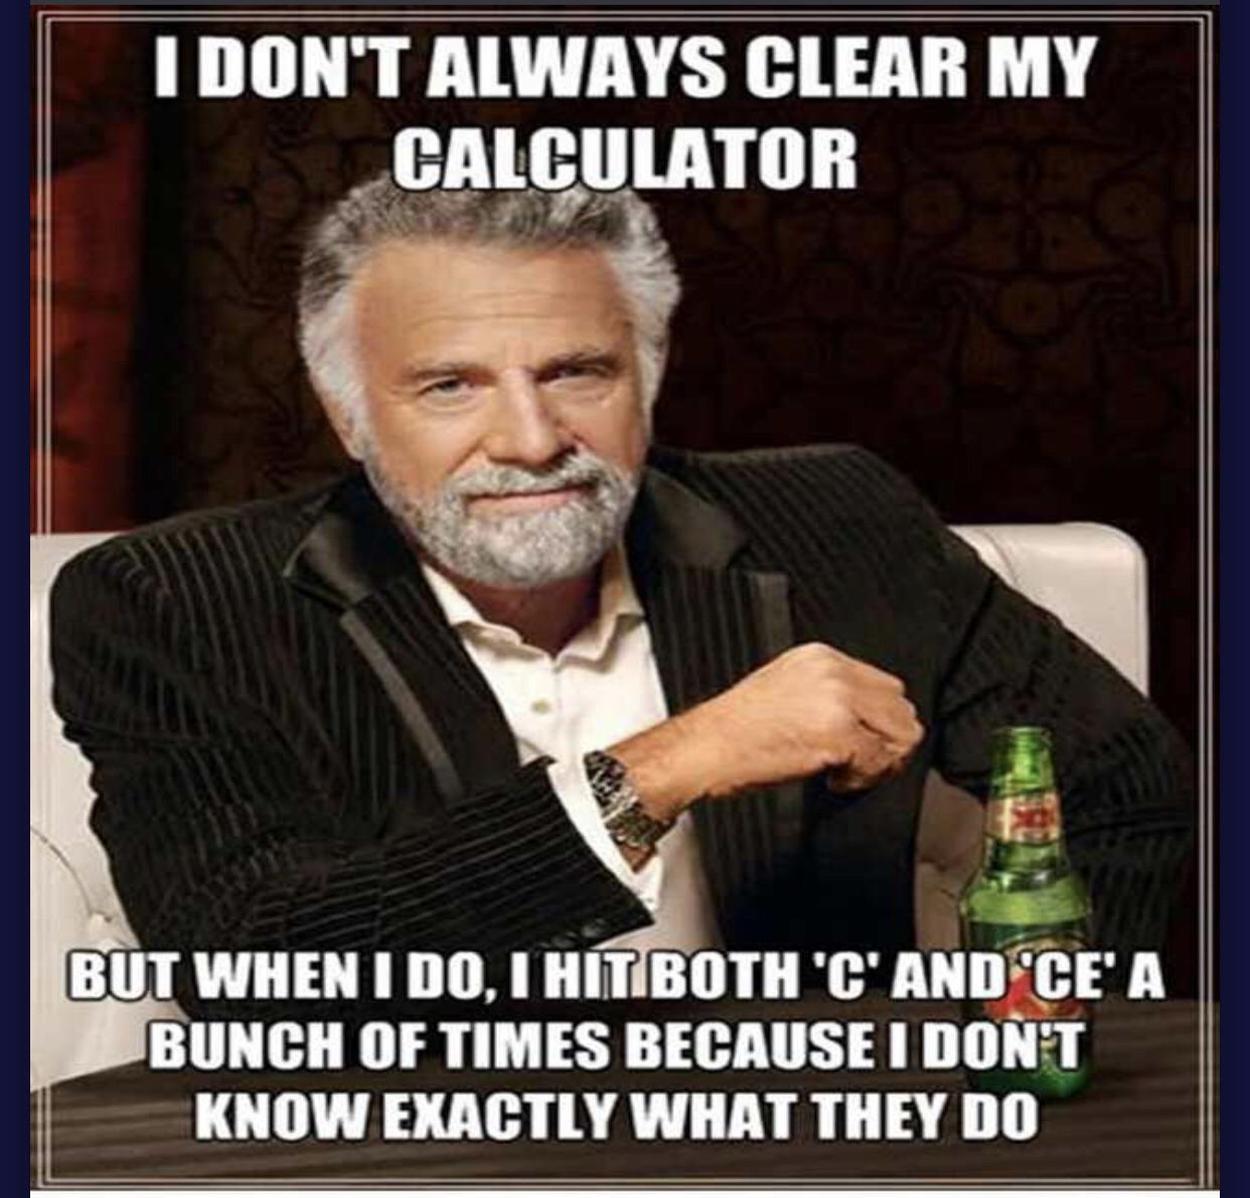 I DON'T ALWAYS CLEAR MY
CALCULATOR
XX
BUT WHEN I DO, I HIT BOTH 'C' AND 'CE' A
BUNCH OF TIMES BECAUSE I DON'T
KNOW EXACTLY WHAT THEY DO